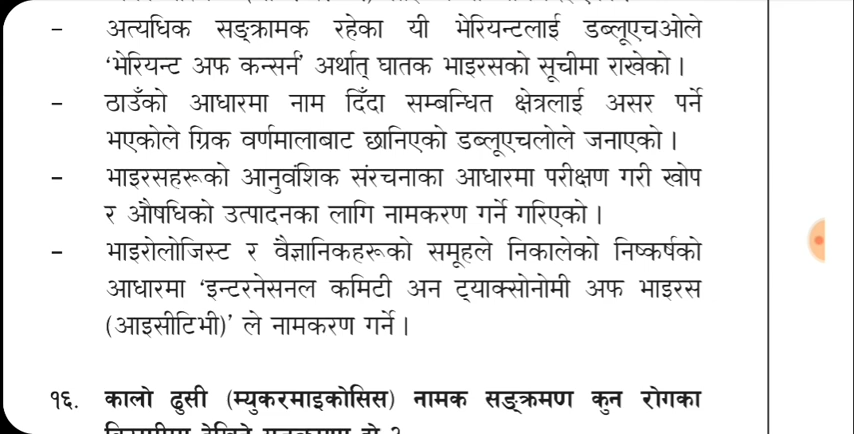 - अत्यधिक सङ्क्रामक रहेका यी भेरियन्टलाई डब्लूएचओले
'भेरियन्ट अफ कन्सर्न' अर्थात् घातक भाइरसको सूचीमा राखेको ।
- ठाउँको आधारमा नाम दिँदा सम्बन्धित क्षेत्रलाई असर पर्ने
भएकोले ग्रिक वर्णमालाबाट छानिएको डब्लूएचलोले जनाएको ।
- भाइरसहरूको आनुवंशिक संरचनाका आधारमा परीक्षण गरी खोप
र औषधिको उत्पादनका लागि नामकरण गर्ने गरिएको ।
- भाइरोलोजिस्ट र वैज्ञानिकहरूको समूहले निकालेको निष्कर्षको
आधारमा 'इन्टरनेसनल कमिटी अन ट्याक्सोनोमी अफ भाइरस
(आइसीटिभी)' ले नामकरण गर्ने ।
१६. कालो ढुसी (म्युकरमाइकोसिस) नामक सङ्क्रमण कुन रोगका